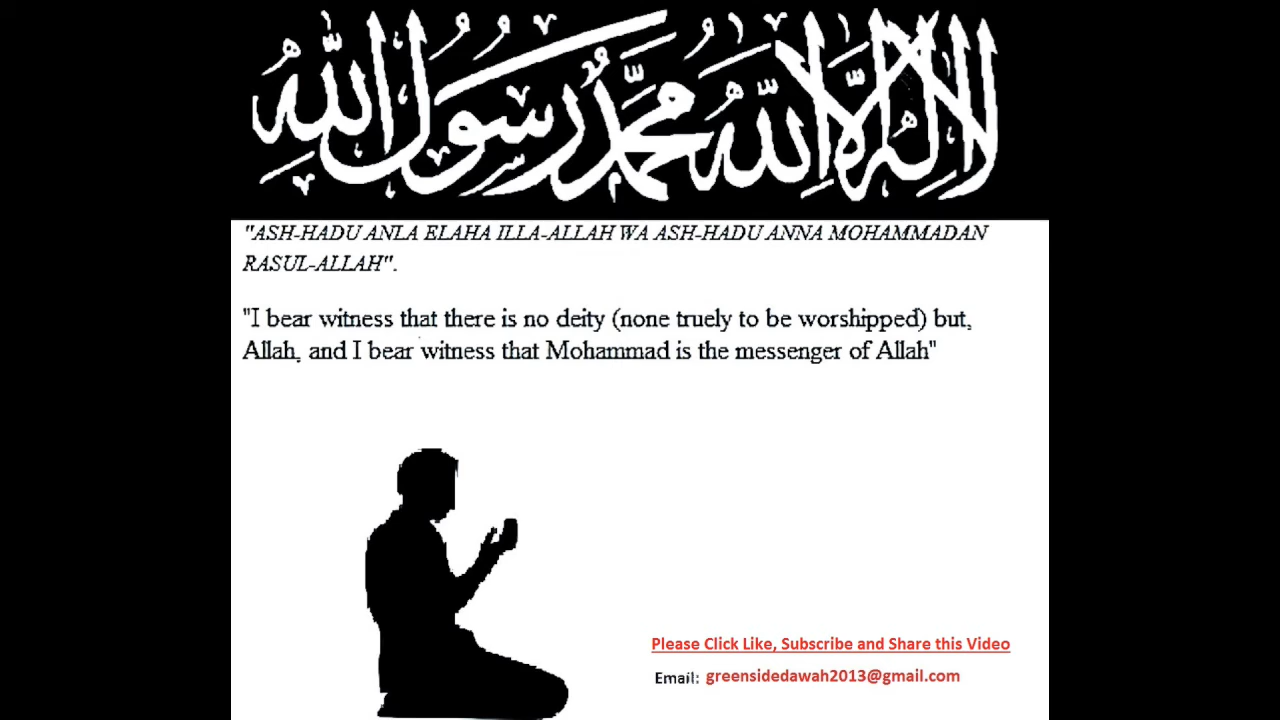 لا إله إلا الله محمد رسول الله
"ASH-HADU ANLA ELAHA ILLA-ALLAH WA ASH-HADU ANNA MOHAMMADAN
RASUL-ALLAH".
"I bear witness that there is no deity (none truely to be worshipped) but,
Allah, and I bear witness that Mohammad is the messenger of Allah"
Please Click Like, Subscribe and Share this Video
Email: greensidedawah2013@gmail.com